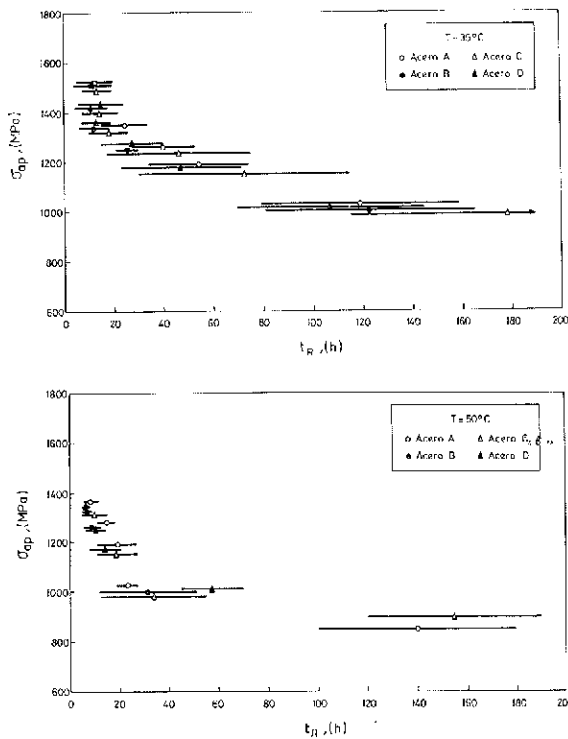 1800
1600
1400
1200
1000
800
600
σap ,(MPa)
T = 35°C
Acero A
Acero C
Acero B
Acero D
0
20
40
60
80
100
120
140
160
180
200
tR ,(h)
1800
1600
1400
1200
1000
800
600
σap ,(MPa)
T = 50°C
Acero A
Acero
Acero B
Acero D
0
20
40
60
80
100
120
140
160
180
20
tR ,(h)